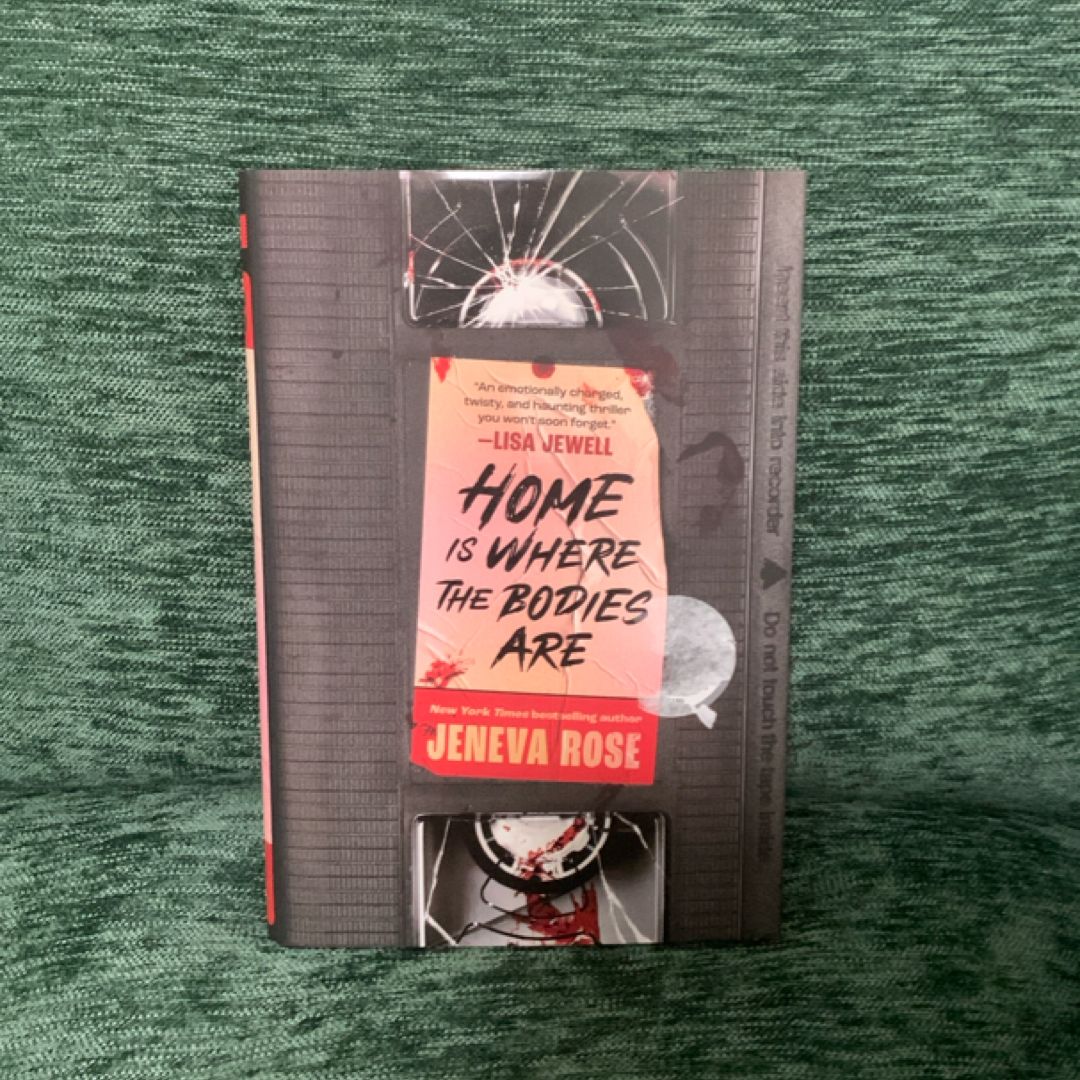 "An emotionally charged,
twisty, and haunting thriller
you won't soon forget."
—LISA JEWELL
HOME
IS WHERE
THE BODIES
ARE
New York Times bestselling author
JENEVA ROSE
Insert this side into recorder
Do not touch the tape inside